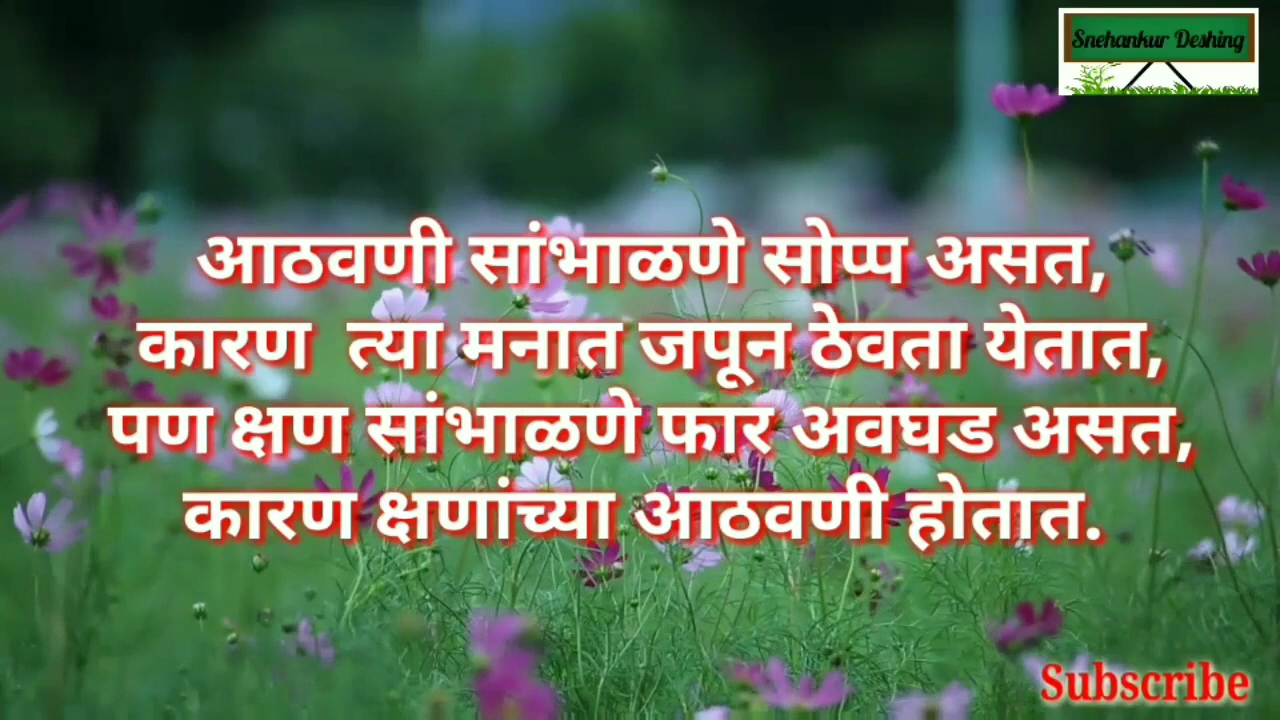 Snehankur Deshing
आठवणी सांभाळणे सोप्प असत,
कारण त्या मनात जपून ठेवता येतात,
पण क्षण सांभाळणे फार अवघड असत,
कारण क्षणांच्या आठवणी होतात.
Subscribe